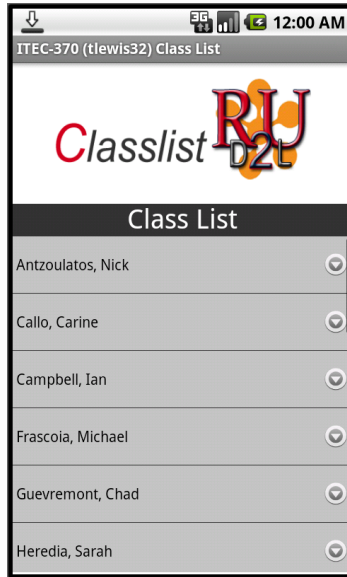 3G 12:00 AM
ITEC-370 (tlewis32) Class List
Classlist RU
D2L
Class List
Antzoulatos, Nick
Callo, Carine
Campbell, Ian
Frascoia, Michael
Guevremont, Chad
Heredia, Sarah